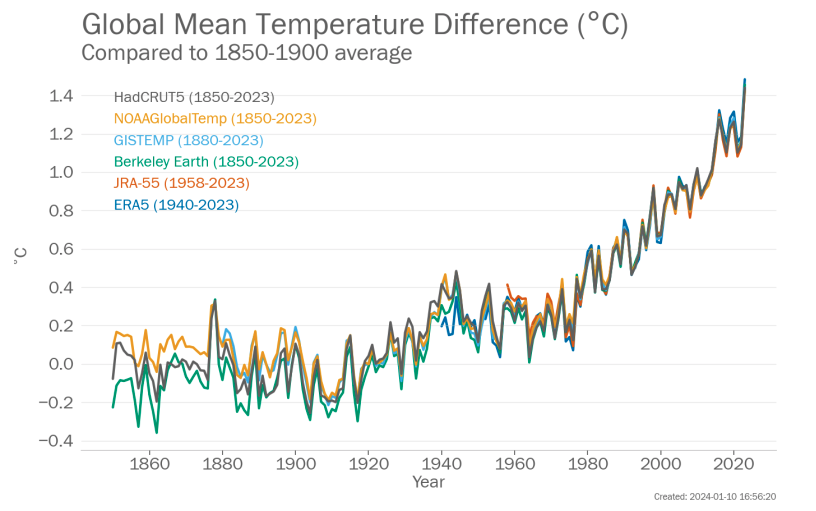 Global Mean Temperature Difference (°C)
Compared to 1850-1900 average
HadCRUT5 (1850-2023)
NOAAGlobalTemp (1850-2023)
GISTEMP (1880-2023)
Berkeley Earth (1850-2023)
JRA-55 (1958-2023)
ERA5 (1940-2023)
1.4
1.2
1.0
0.8
0.6
0.4
0.2
0.0
−0.2
−0.4
°C
1860 1880 1900 1920 1940 1960 1980 2000 2020
Year
Created: 2024-01-10 16:56:20